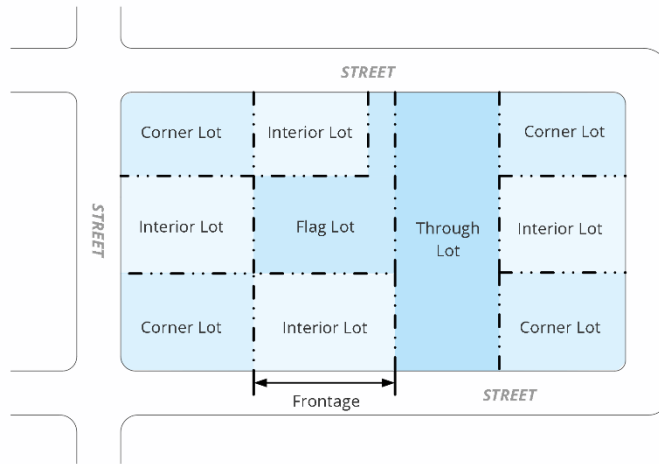 STREET
Corner Lot
Interior Lot
Corner Lot
STREET
Interior Lot
Flag Lot
Through
Lot
Interior Lot
Corner Lot
Interior Lot
Corner Lot
Frontage
STREET